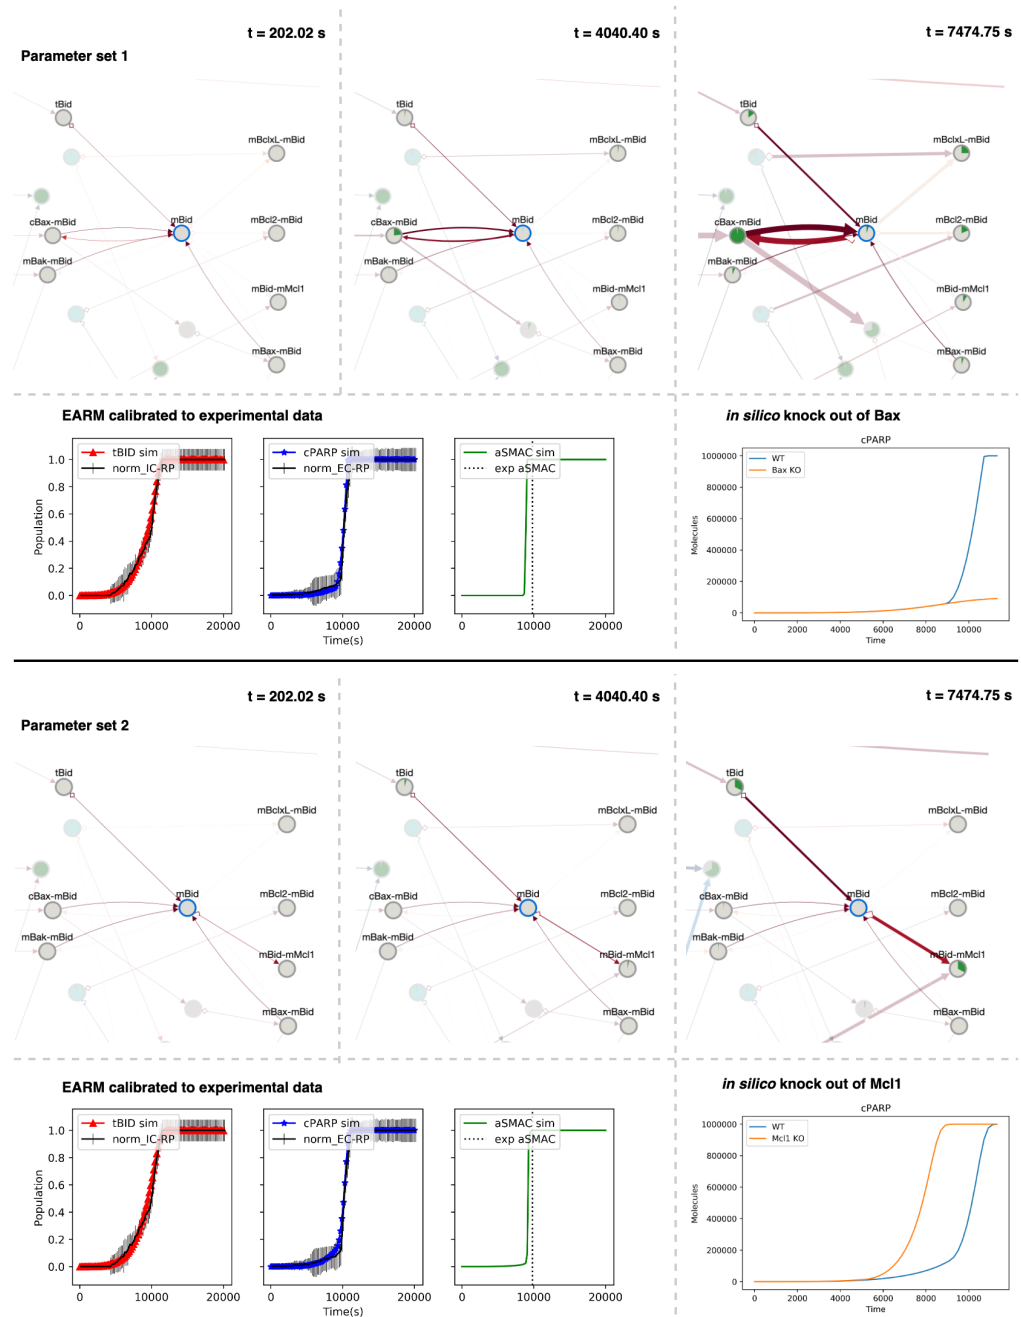 t = 202.02 s
t = 4040.40 s
t = 7474.75 s
Parameter set 1
tBid
mBclxL-mBid
cBax-mBid
mBid
mBcl2-mBid
mBak-mBid
mBid-mMcl1
mBax-mBid
tBid
mBclxL-mBid
cBax-mBid
mBid
mBcl2-mBid
mBak-mBid
mBid-mMcl1
mBax-mBid
tBid
mBclxL-mBid
cBax-mBid
mBid
mBcl2-mBid
mBak-mBid
mBid-mMcl1
mBax-mBid
EARM calibrated to experimental data
Population
1.0
0.8
0.6
0.4
0.2
0.0
tBID sim
norm_IC-RP
0 10000 20000
cPARP sim
norm_EC-RP
0 10000 20000
Time(s)
aSMAC sim
exp aSMAC
0 10000 20000
in silico knock out of Bax
cPARP
WT
Bax KO
Molecules
1000000
800000
600000
400000
200000
0
0 2000 4000 6000 8000 10000
Time
t = 202.02 s
t = 4040.40 s
t = 7474.75 s
Parameter set 2
tBid
mBclxL-mBid
cBax-mBid
mBid
mBcl2-mBid
mBak-mBid
mBid-mMcl1
mBax-mBid
tBid
mBclxL-mBid
cBax-mBid
mBid
mBcl2-mBid
mBak-mBid
mBid-mMcl1
mBax-mBid
tBid
mBclxL-mBid
cBax-mBid
mBid
mBcl2-mBid
mBak-mBid
mBid-mMcl1
mBax-mBid
EARM calibrated to experimental data
Population
1.0
0.8
0.6
0.4
0.2
0.0
tBID sim
norm_IC-RP
0 10000 20000
cPARP sim
norm_EC-RP
0 10000 20000
Time(s)
aSMAC sim
exp aSMAC
0 10000 20000
in silico knock out of Mcl1
cPARP
WT
Mcl1 KO
Molecules
1000000
800000
600000
400000
200000
0
0 2000 4000 6000 8000 10000
Time